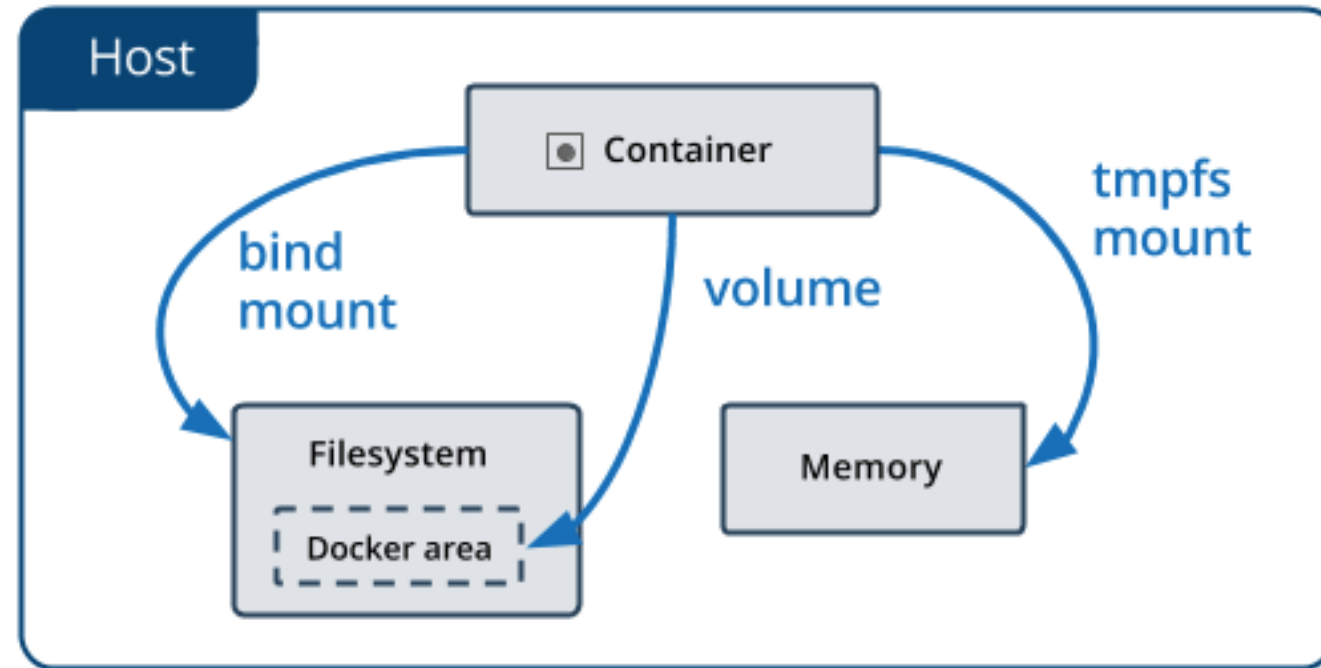 Host
Container
bind
mount
volume
tmpfs
mount
Filesystem
Docker area
Memory